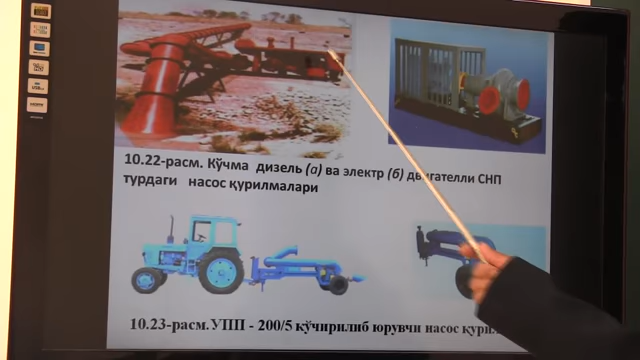 10.22-расм. Кўчма дизель (а) ва электр (б) двигателли СНП
турдаги насос қурилмалари
10.23-расм.УПП - 200/5 кўчирилиб юрувчи насос